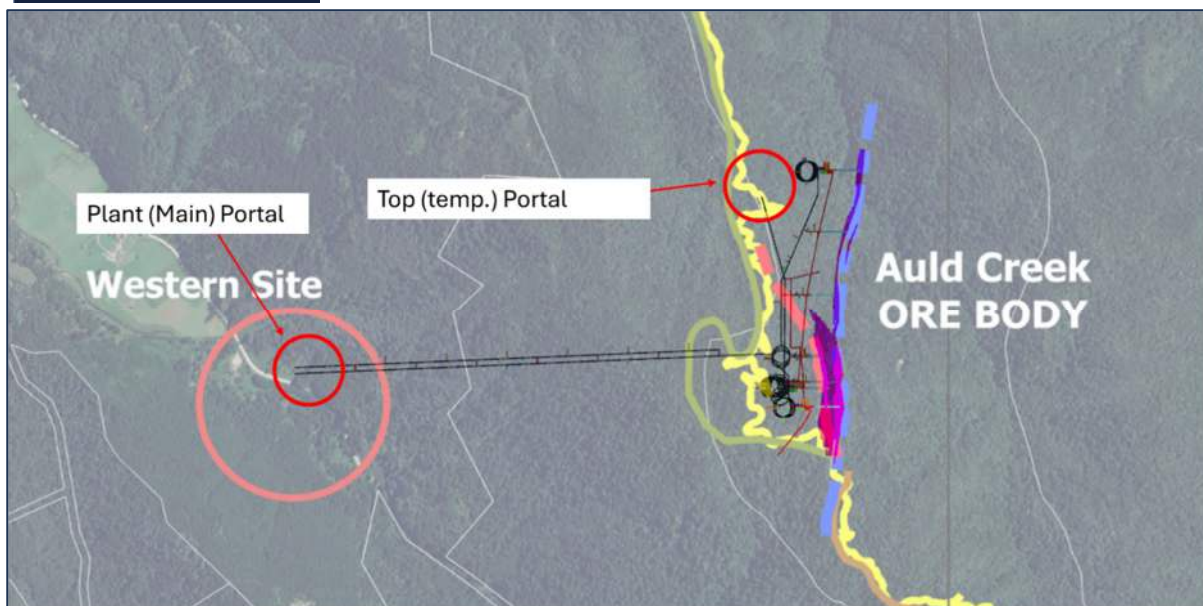 Top (temp.) Portal
Plant (Main) Portal
Western Site
Auld Creek
ORE BODY